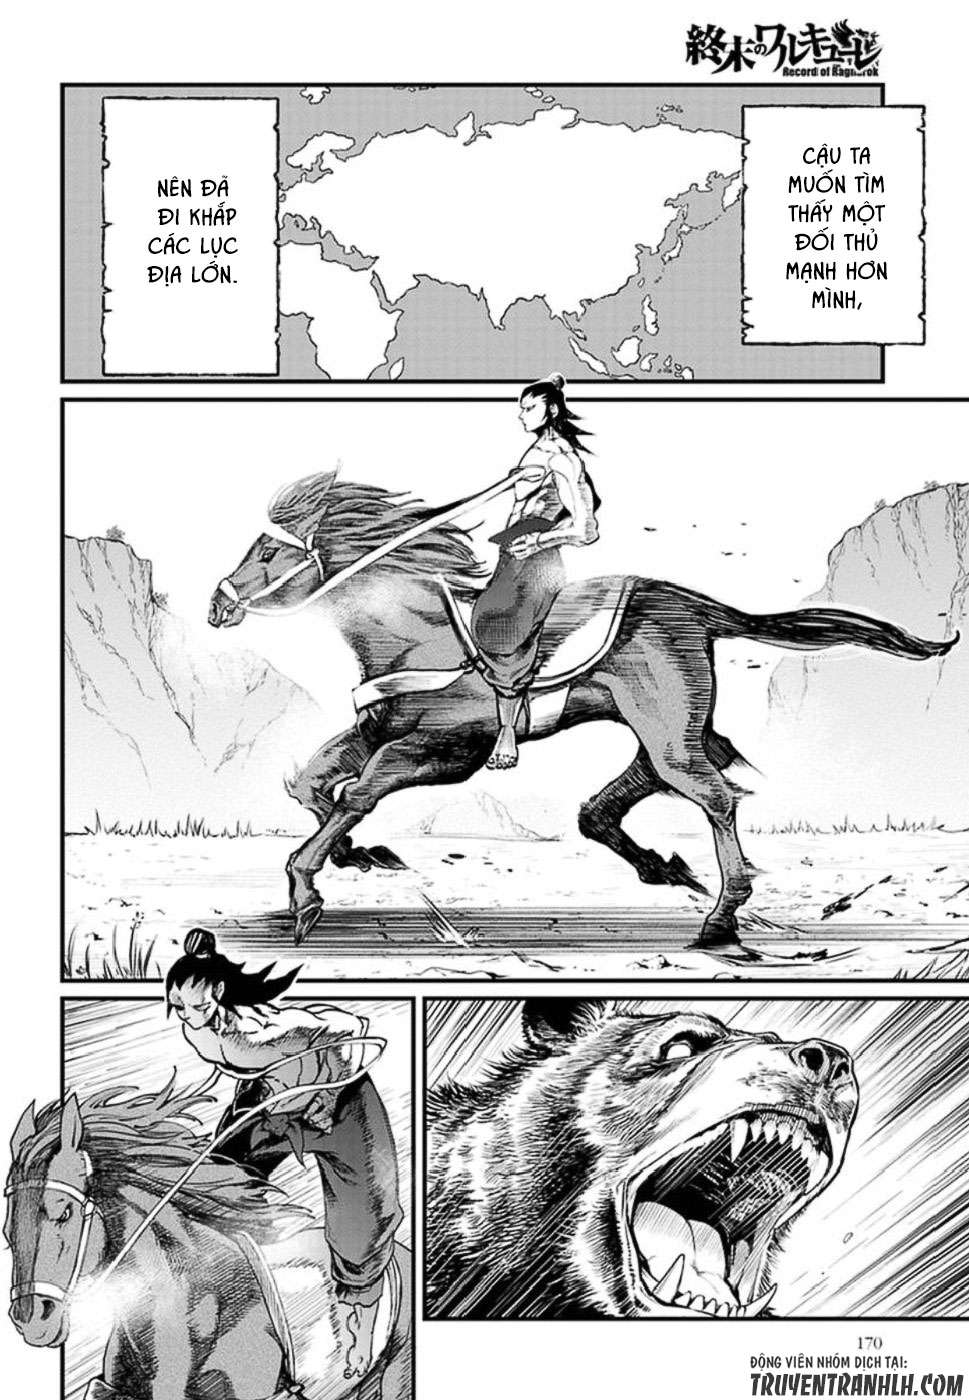 終末のワルキューレ
Record of Ragnarok
CẬU TA
MUỐN TÌM
THẤY MỘT
ĐỐI THỦ
MẠNH HƠN
MÌNH,
NÊN ĐÃ
ĐI KHẮP
CÁC LỤC
ĐỊA LỚN.
170
ĐỘNG VIÊN NHÓM DỊCH TẠI:
TRUYENTRANHLH.COM